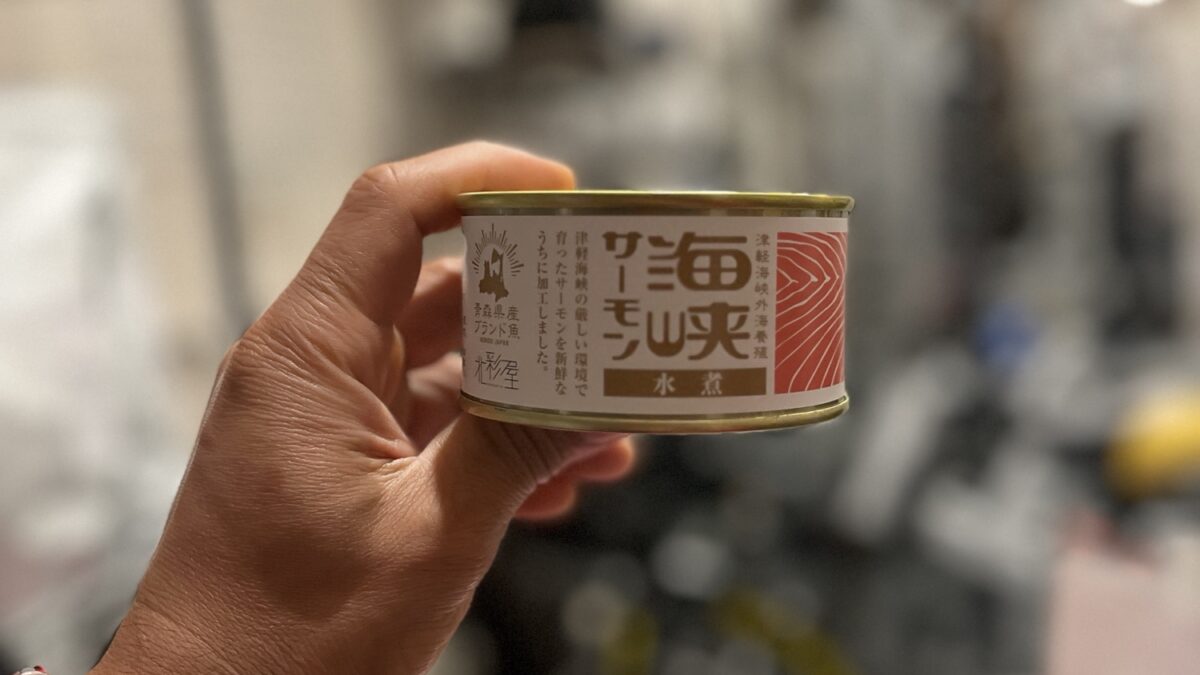 津軽海峡外海養殖
海峡
サーモン
水煮
津軽海峡の厳しい環境で
育ったサーモンを新鮮な
うちに加工しました。
青森県産
ブランド魚
AOMORI JAPAN
北彩屋